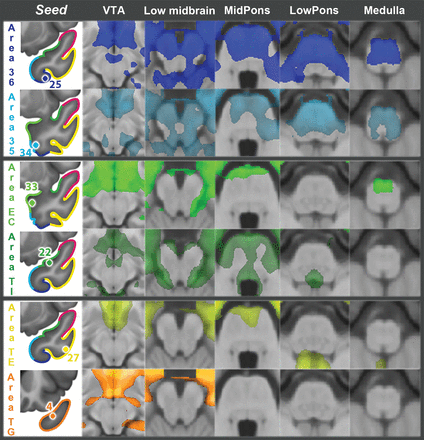 Seed VTA Low midbrain MidPons LowPons Medulla
Area 36
25
Area 35
34
Area EC
33
Area TI
22
Area TE
27
Area TG
4